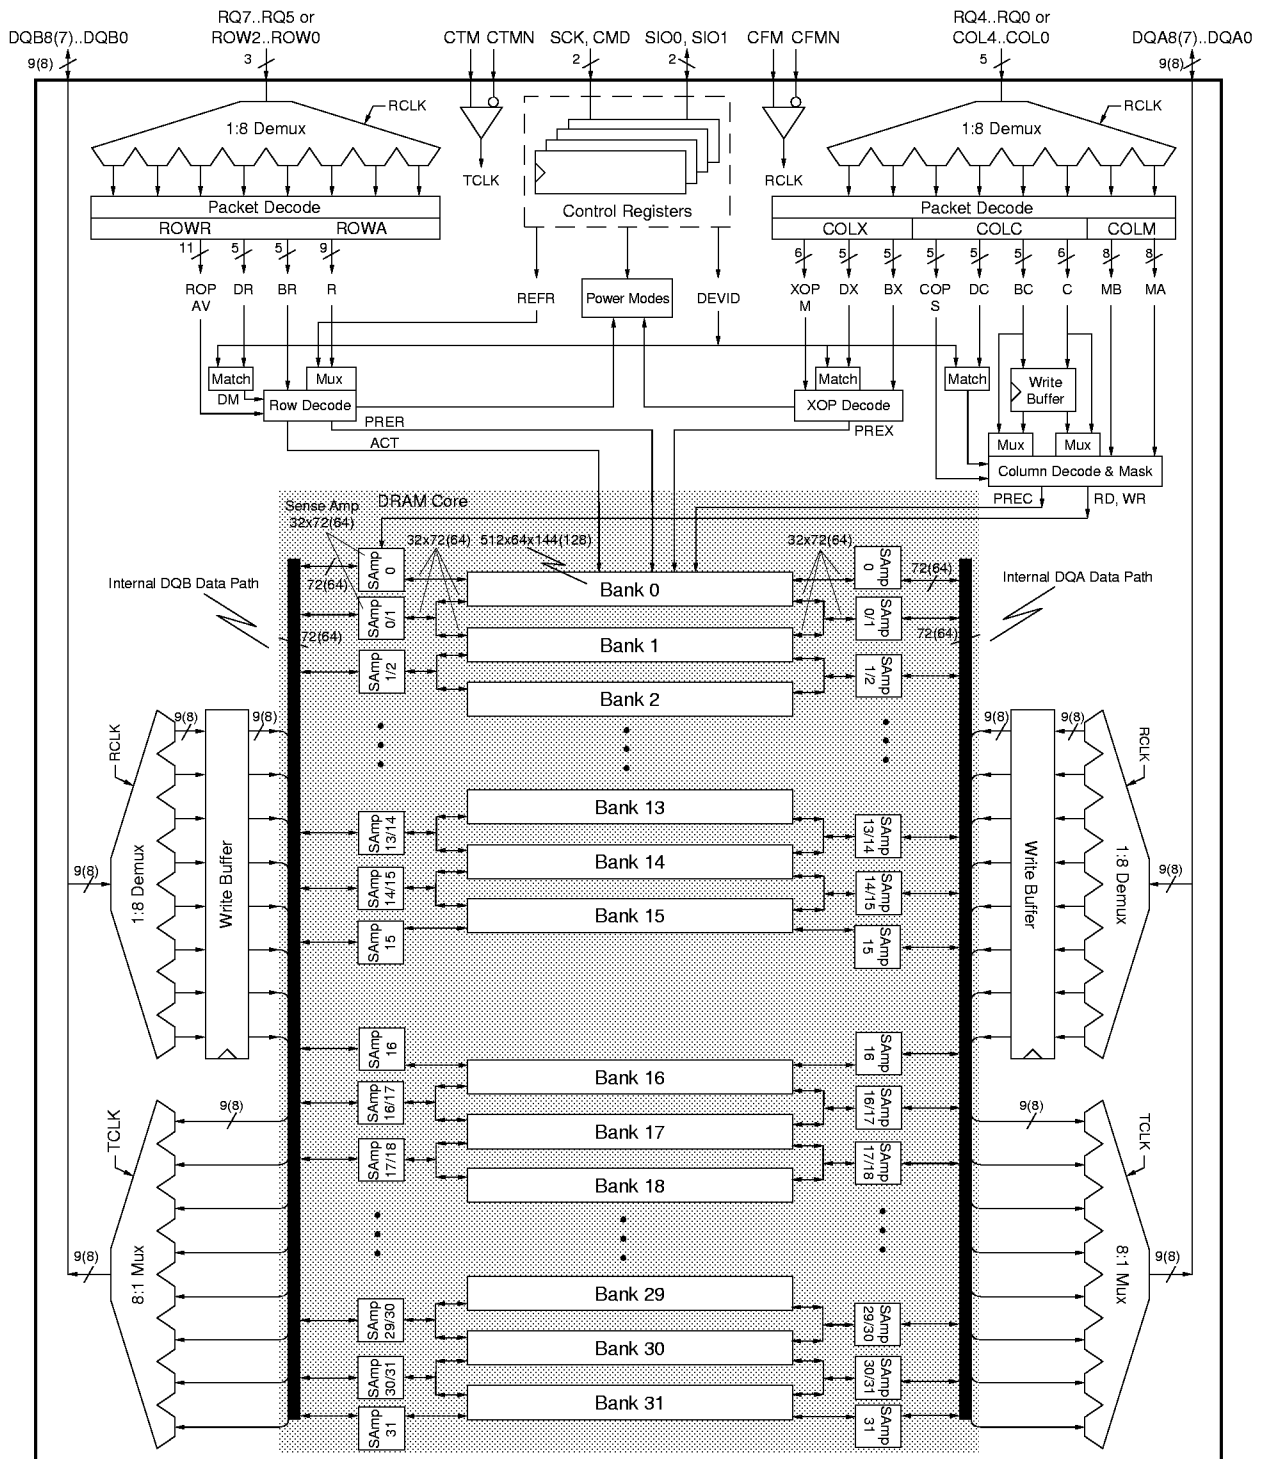 RQ7..RQ5 or
RQ4..RQ0 or
DQB8(7)..DQB0
ROW2..ROW0
CTM CTMN
SCK, CMD
SIO0, SIO1
CFM CFMN
COL4..COL0
DQA8(7)..DQA0
9(8)
3
2
2
5
9(8)
RCLK
1:8 Demux
RCLK
1:8 Demux
TCLK
RCLK
Control Registers
Packet Decode
ROWR
ROWA
Packet Decode
COLX
COLC
COLM
11
5
5
9
6
5
5
5
5
5
6
8
8
ROP
AV
DR
BR
R
REFR
Power Modes
DEVID
XOP
M
DX
BX
COP
S
DC
BC
C
MB
MA
Match
Mux
DM
Row Decode
Match
XOP Decode
Match
Write
Buffer
Mux
Mux
Column Decode & Mask
PRER
ACT
PREX
PREC
RD, WR
Sense Amp
32x72(64)
DRAM Core
32x72(64)
512x64x144(128)
32x72(64)
Internal DQB Data Path
Internal DQA Data Path
72(64)
72(64)
72(64)
72(64)
72(64)
SAmp
0
Bank 0
SAmp
0
SAmp
0/1
SAmp
0/1
Bank 1
SAmp
1/2
SAmp
1/2
Bank 2
9(8)
9(8)
9(8)
9(8)
RCLK
RCLK
Bank 13
SAmp
13/14
SAmp
13/14
Bank 14
SAmp
14/15
SAmp
14/15
Bank 15
SAmp
15
SAmp
15
9(8)
1:8 Demux
Write Buffer
Write Buffer
1:8 Demux
9(8)
SAmp
16
Bank 16
SAmp
16
SAmp
16/17
SAmp
16/17
Bank 17
SAmp
17/18
SAmp
17/18
Bank 18
9(8)
9(8)
TCLK
TCLK
9(8)
8:1 Mux
8:1 Mux
9(8)
Bank 29
SAmp
29/30
SAmp
29/30
Bank 30
SAmp
30/31
SAmp
30/31
Bank 31
SAmp
31
SAmp
31